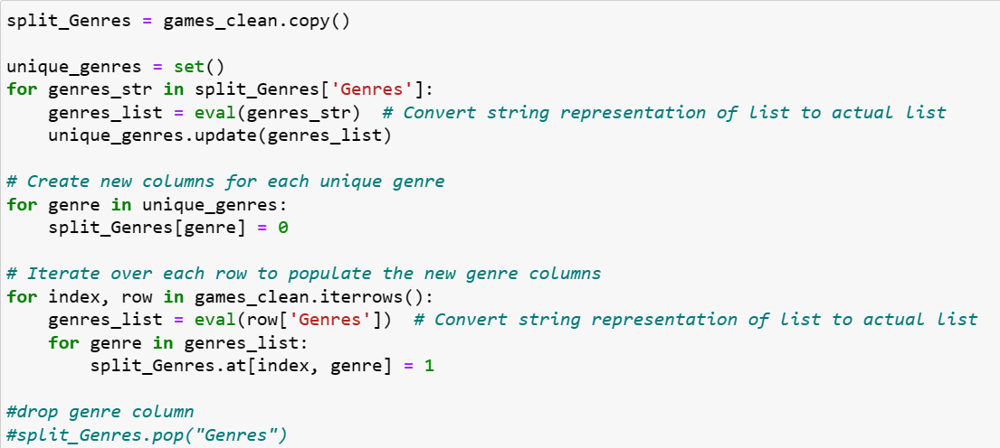 split_Genres = games_clean.copy()
unique_genres = set()
for genres_str in split_Genres['Genres']:
    genres_list = eval(genres_str)  # Convert string representation of list to actual list
    unique_genres.update(genres_list)
# Create new columns for each unique genre
for genre in unique_genres:
    split_Genres[genre] = 0
# Iterate over each row to populate the new genre columns
for index, row in games_clean.iterrows():
    genres_list = eval(row['Genres'])  # Convert string representation of list to actual list
    for genre in genres_list:
        split_Genres.at[index, genre] = 1
#drop genre column
#split_Genres.pop("Genres")